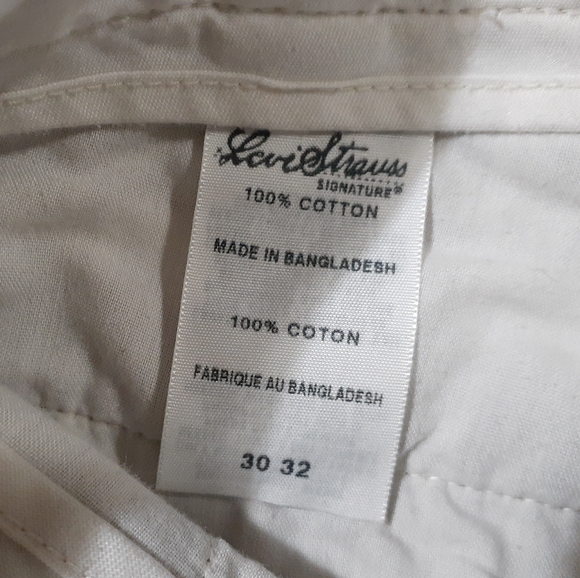 Levi Strauss
SIGNATURE®
100% COTTON
MADE IN BANGLADESH
100% COTON
FABRIQUE AU BANGLADESH
30 32